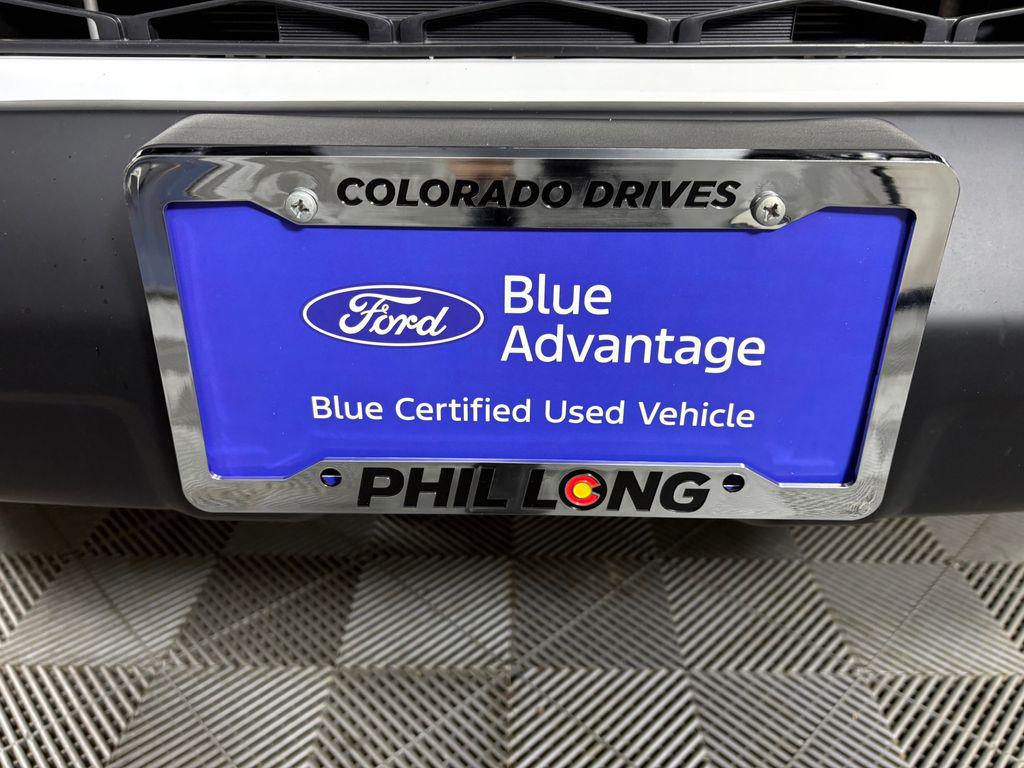 COLORADO DRIVES
Ford
Blue
Advantage
Blue Certified Used Vehicle
PHIL LONG